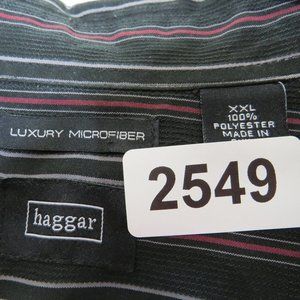 XXL
100%
POLYESTER
MADE IN
LUXURY MICROFIBER
2549
haggar